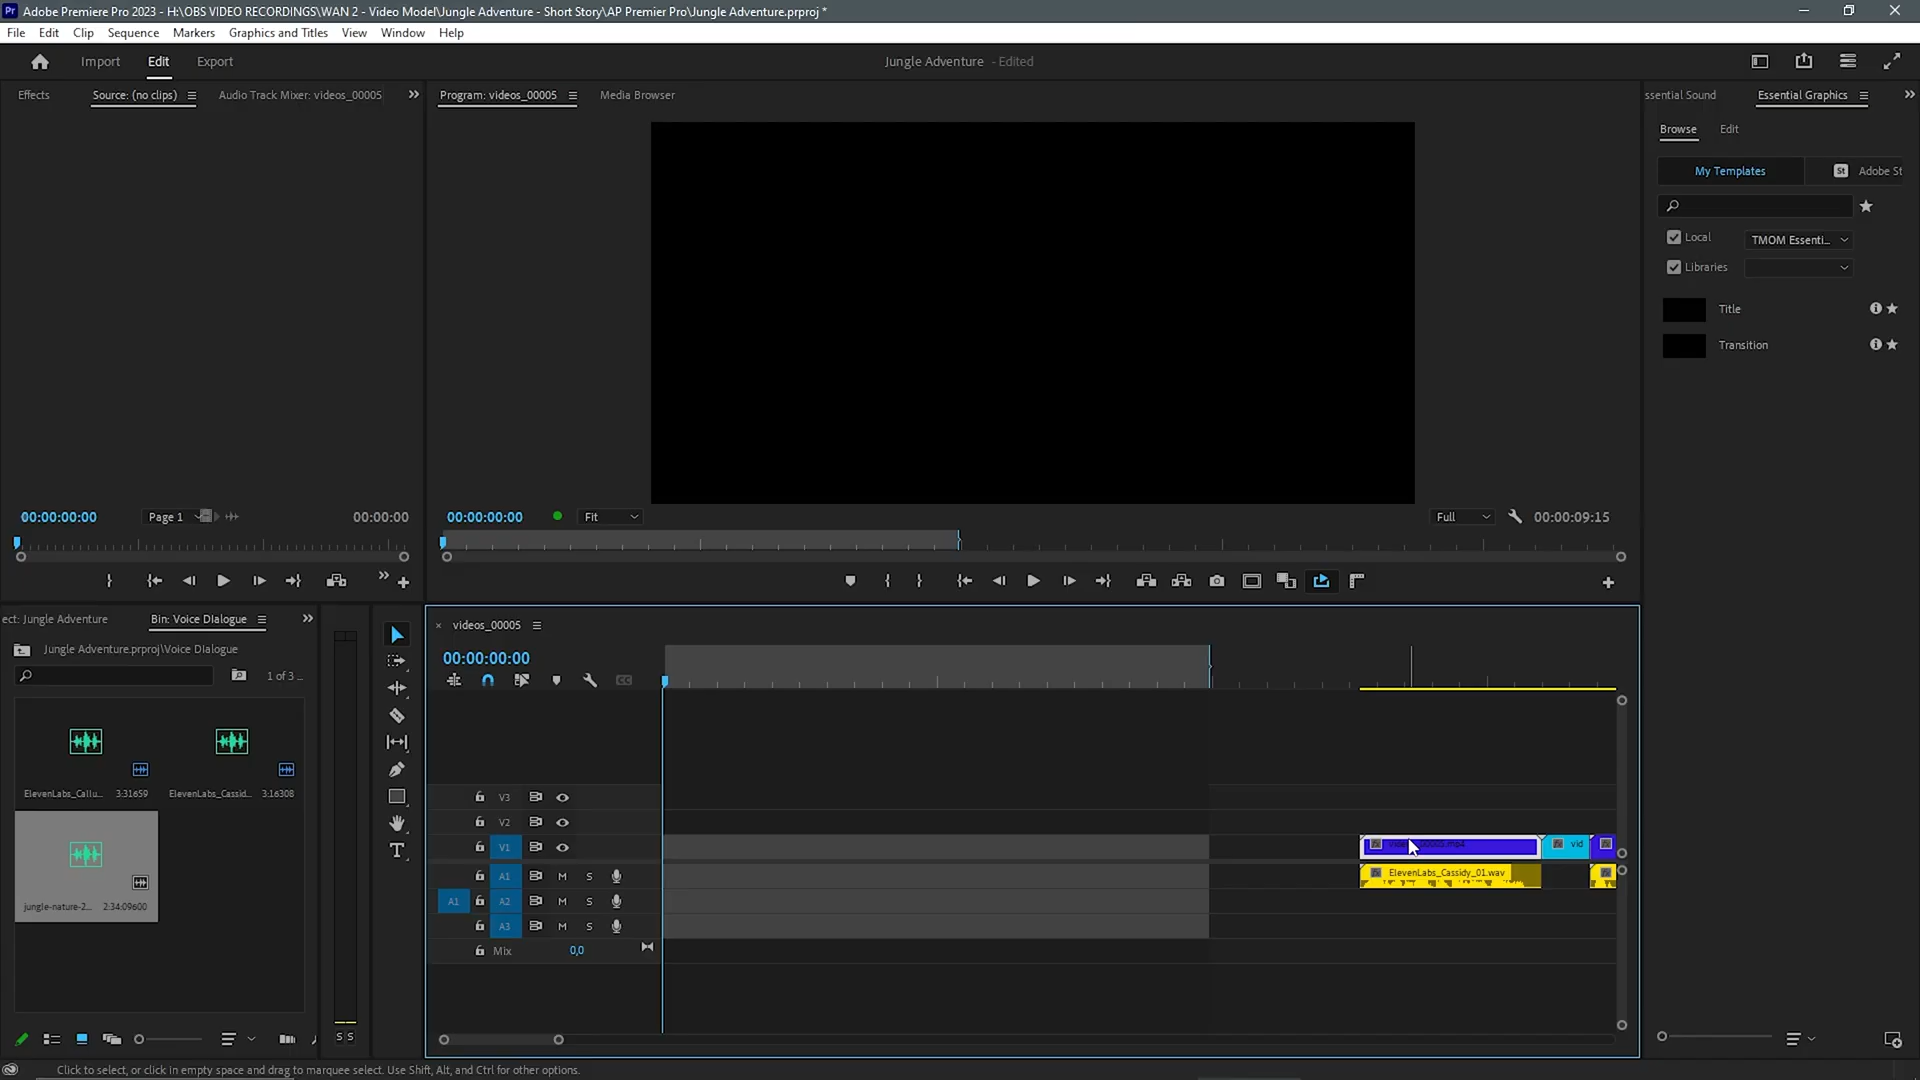 Adobe Premiere Pro 2023 - H:\OBS VIDEO RECORDINGS\WAN 2 - Video Model\Jungle Adventure - Short Story\AP Premier Pro\Jungle Adventure.prproj *
File Edit Clip Sequence Markers Graphics and Titles View Window Help
Import Edit Export
Jungle Adventure - Edited
Effects
Source: (no clips)
Audio Track Mixer: videos_00005
Program: videos_00005
Media Browser
ssential Sound
Essential Graphics
Browse Edit
My Templates
St Adobe St
Local
TMOM Essenti...
Libraries
Title
Transition
00:00:00:00
Page 1
00:00:00
00:00:00:00
Fit
Full
00:00:09:15
ect: Jungle Adventure
Bin: Voice DIalogue
Jungle Adventure.prproj\Voice DIalogue
1 of 3 ...
ElevenLabs_Callu... 3:31659
ElevenLabs_Cassid... 3:16308
jungle-nature-2... 2:34:09600
S S
videos_00005
00:00:00:00
V3
V2
V1
A1 M S
A1 A2 M S
A3 M S
Mix 0,0
vid
ElevenLabs_Cassidy_01.wav
Click to select, or click in empty space and drag to marquee select. Use Shift, Alt, and Ctrl for other options.